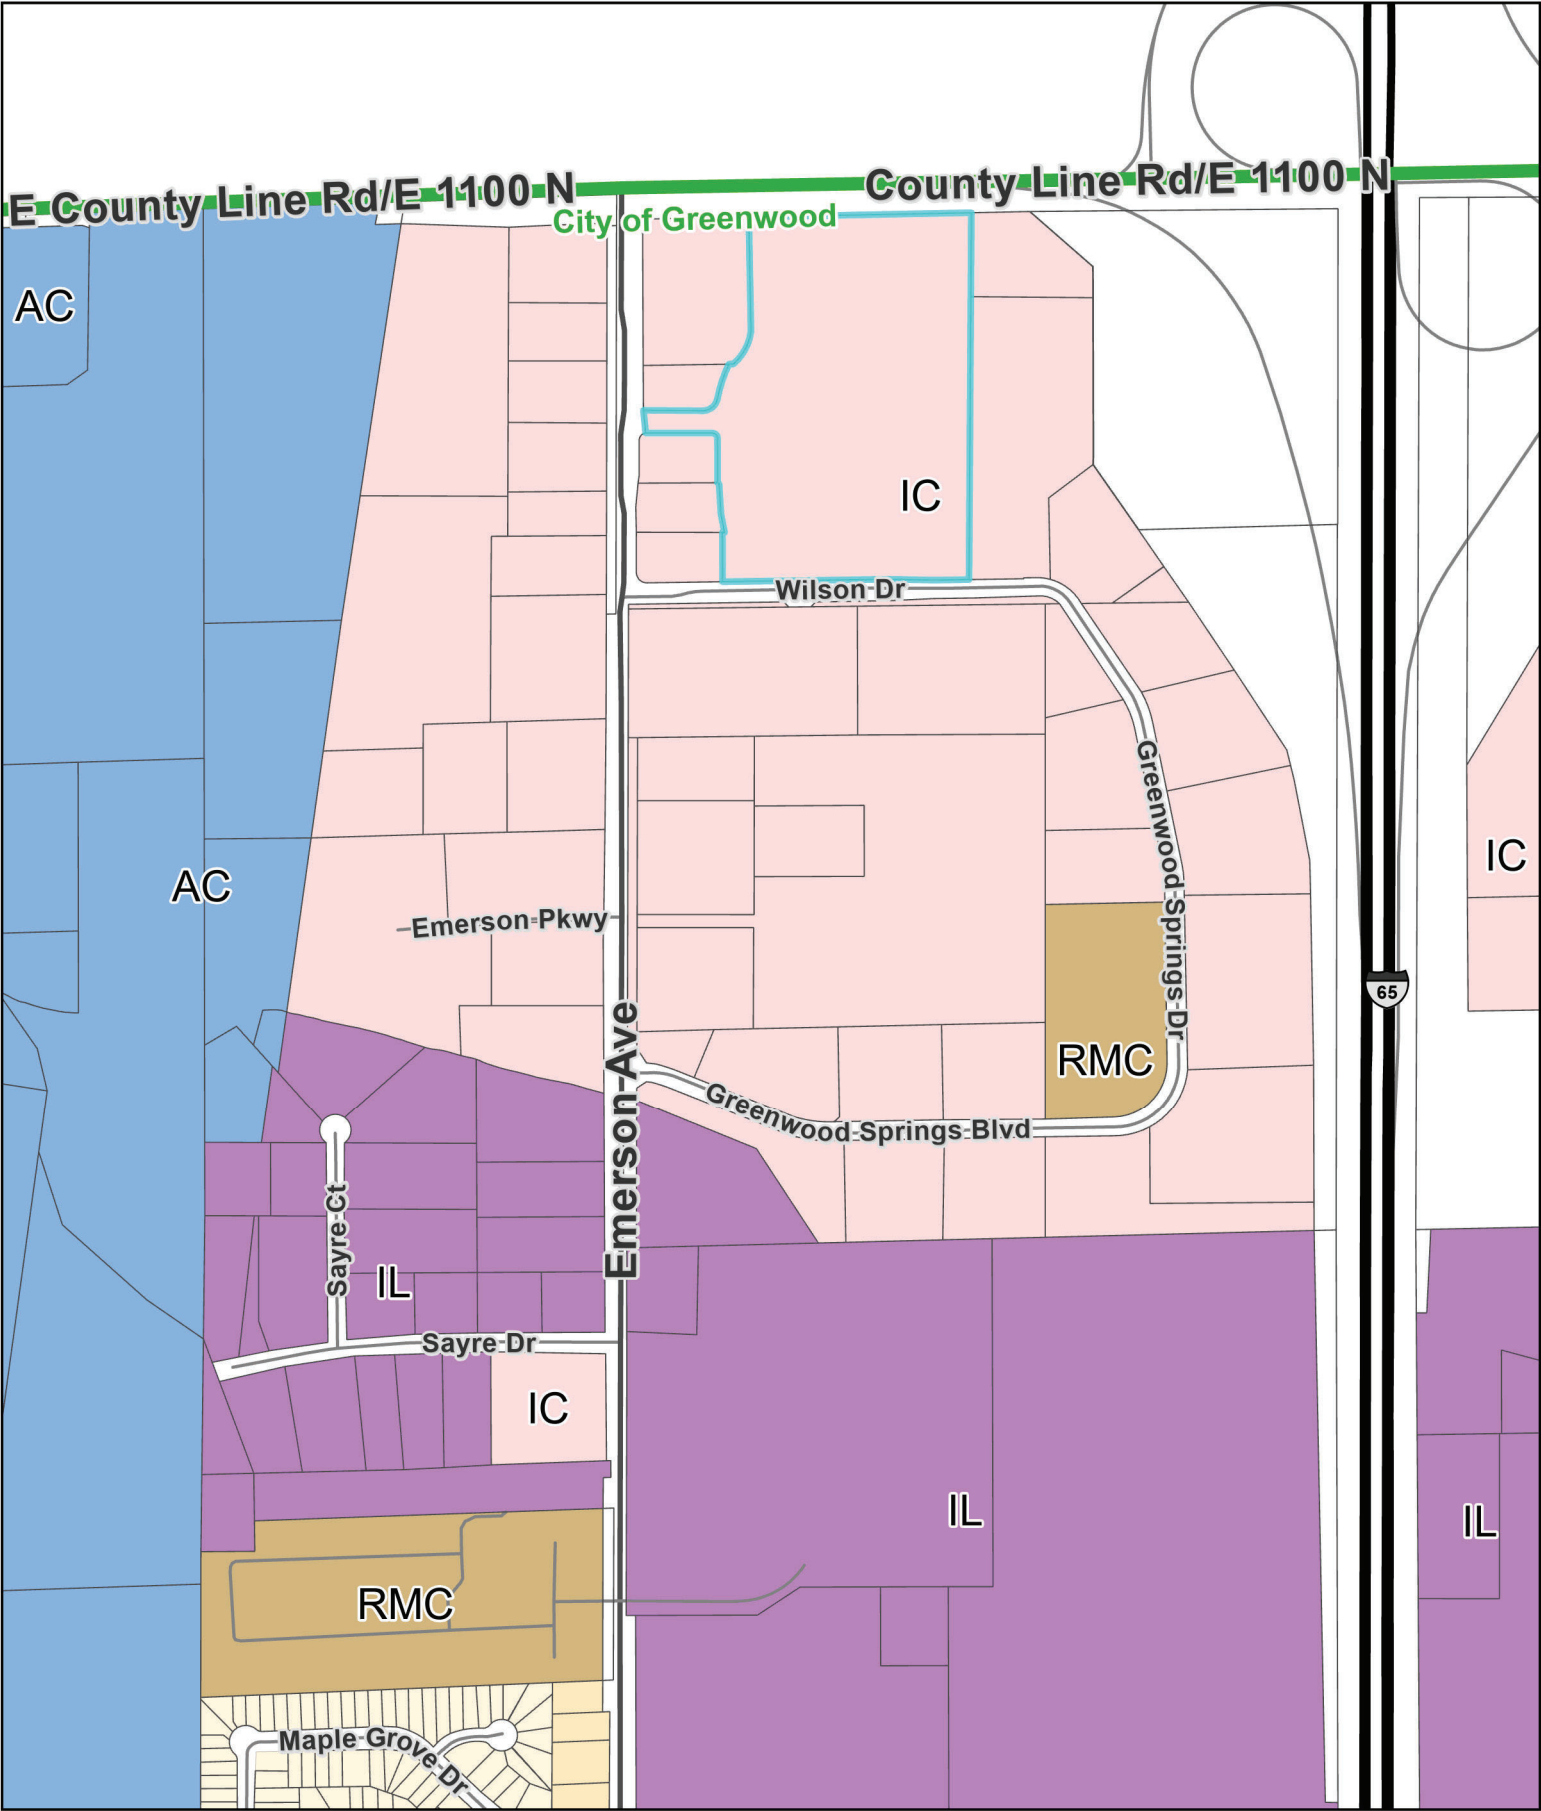 E County Line Rd/E 1100 N
County Line Rd/E 1100 N
City of Greenwood
AC
IC
Wilson Dr
Greenwood Springs Dr
IC
AC
Emerson Pkwy
65
Emerson Ave
RMC
Greenwood Springs Blvd
Sayre Ct
IL
Sayre Dr
IC
IL
IL
RMC
Maple Grove Dr